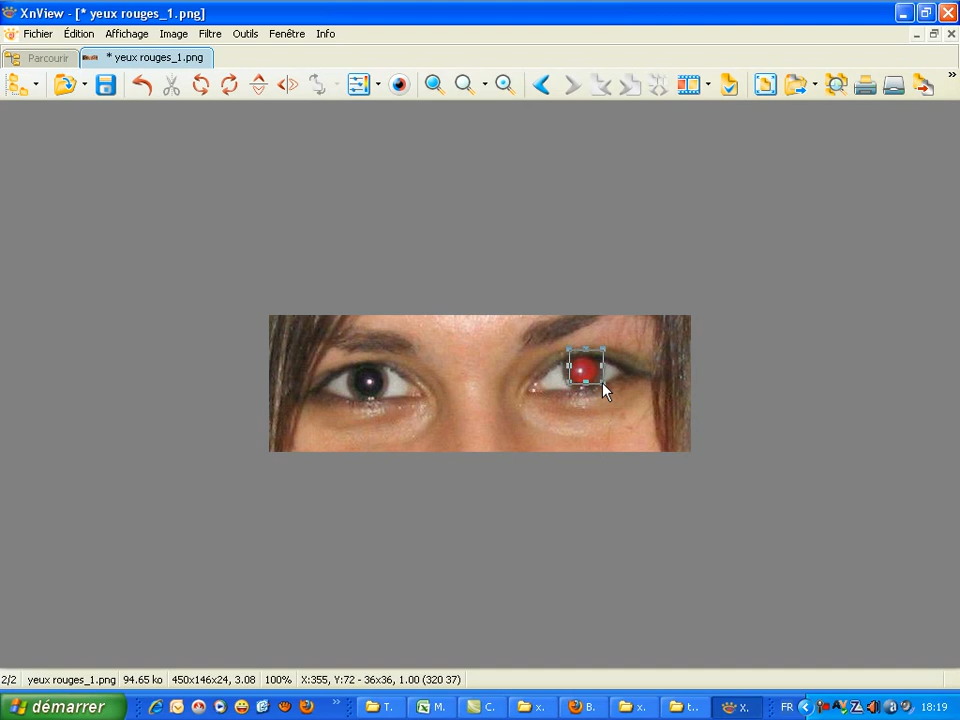 XnView - [* yeux rouges_1.png]
Fichier Édition Affichage Image Filtre Outils Fenêtre Info
Parcourir * yeux rouges_1.png
2/2 yeux rouges_1.png 94.65 ko 450x146x24, 3.08 100% X:355, Y:72 - 36x36, 1.00 (320 37)
démarrer T. M. C. x. B. x. t.. X. FR 18:19